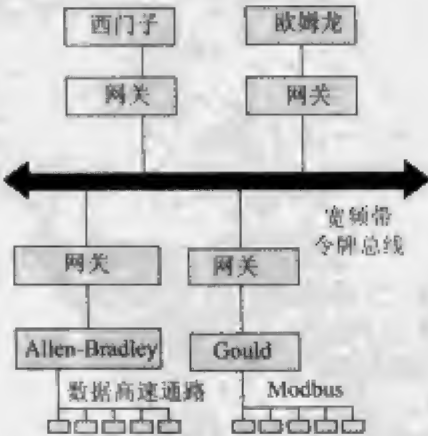 西门子
欧姆龙
网关
网关
宽频带
令牌总线
网关
网关
Allen-Bradley
Gould
数据高速通路
Modbus